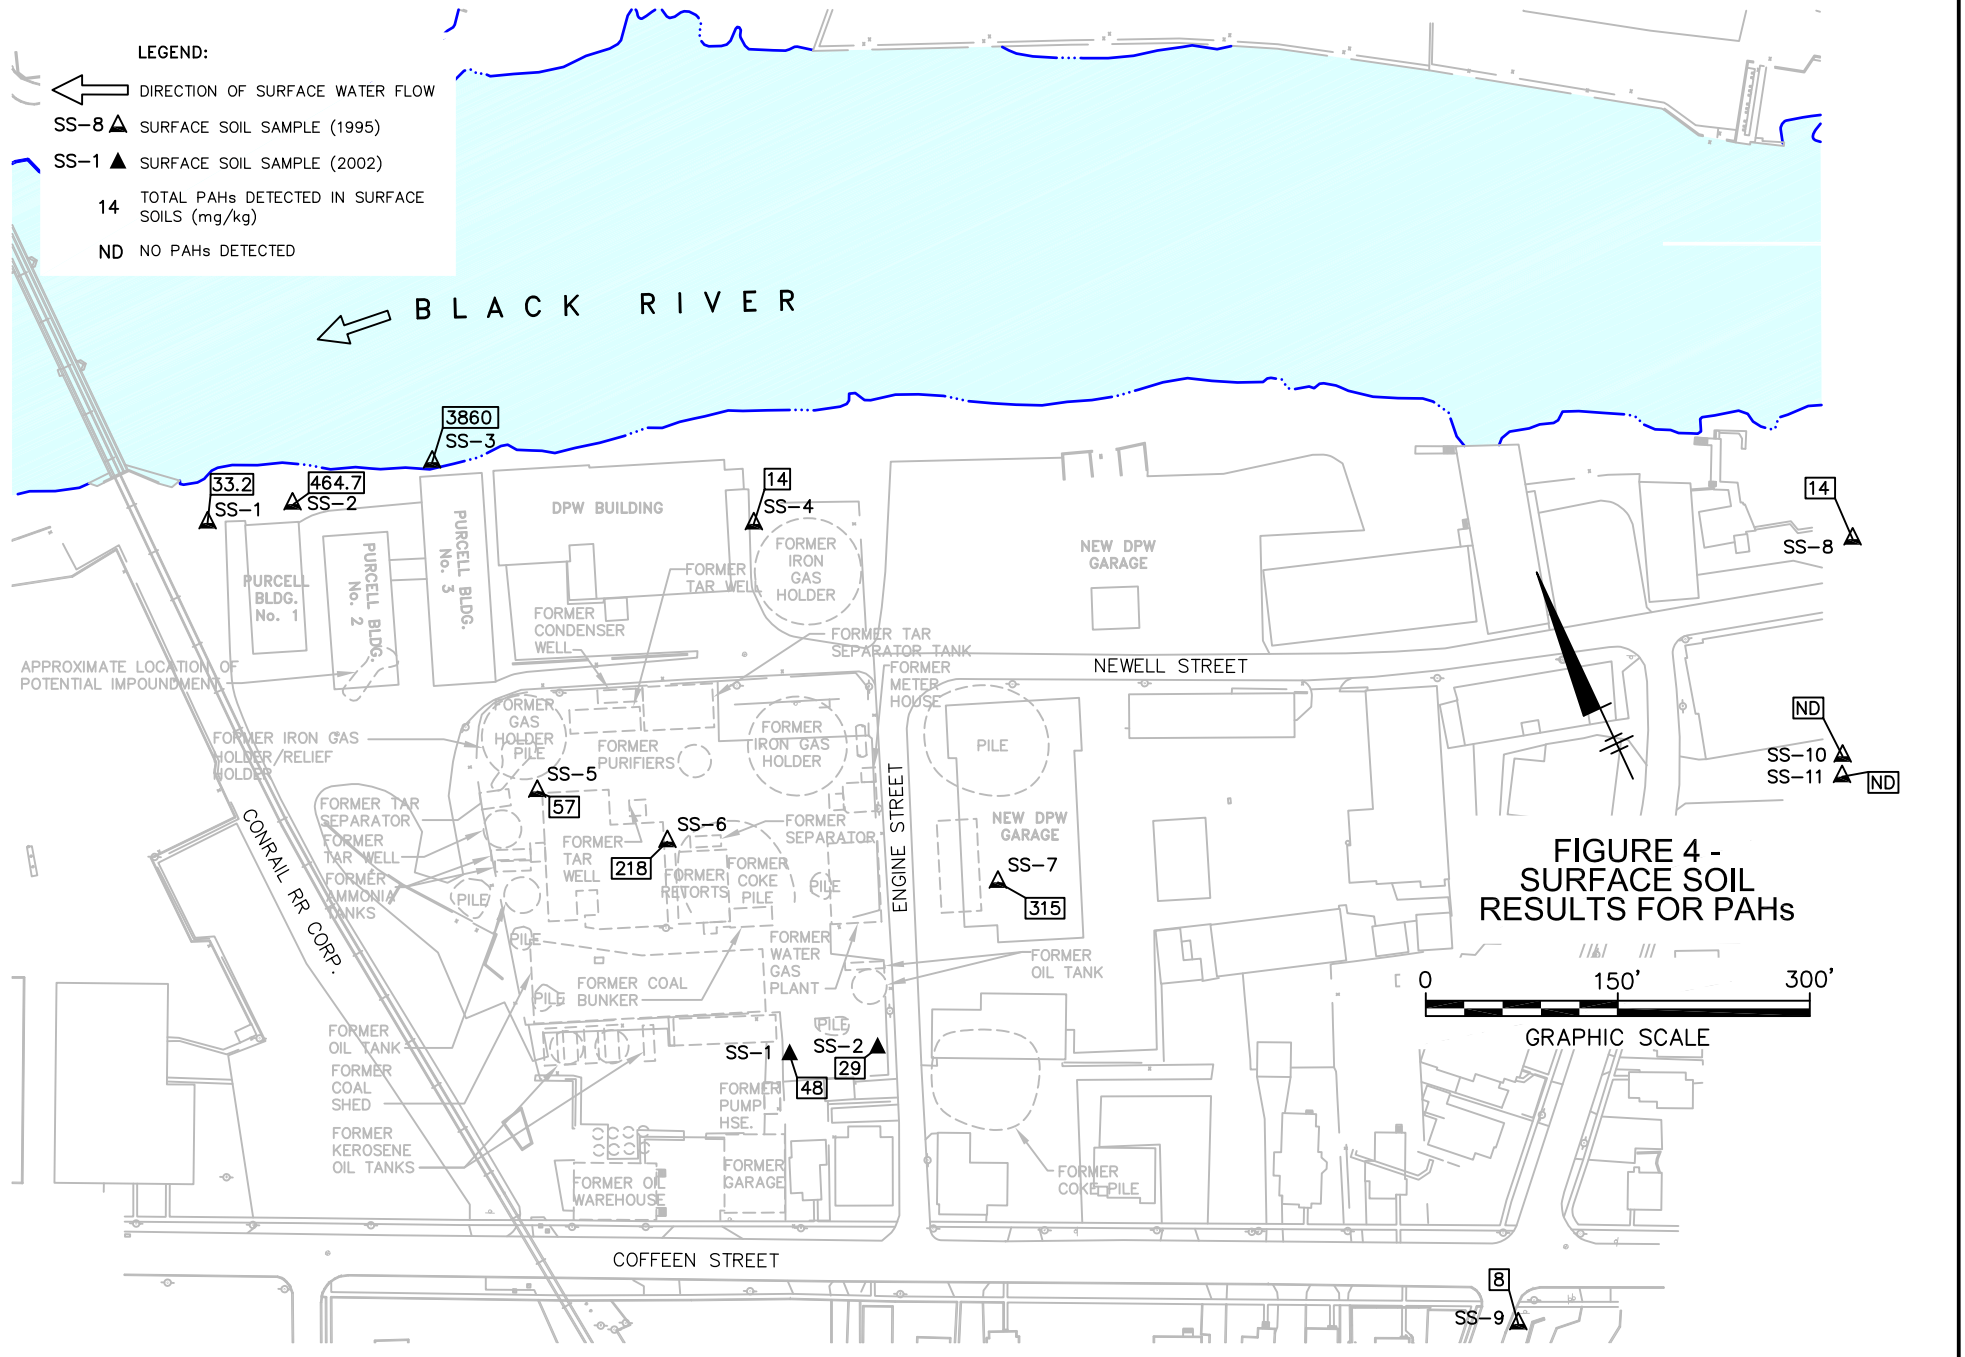 LEGEND:
DIRECTION OF SURFACE WATER FLOW
SS-8 SURFACE SOIL SAMPLE (1995)
SS-1 SURFACE SOIL SAMPLE (2002)
14 TOTAL PAHs DETECTED IN SURFACE
SOILS (mg/kg)
ND NO PAHs DETECTED
BLACK RIVER
3860
SS-3
33.2
SS-1
464.7
SS-2
14
SS-4
14
SS-8
DPW BUILDING
PURCELL
BLDG.
No. 1
PURCELL BLDG.
No. 2
PURCELL BLDG.
No. 3
FORMER
IRON
GAS
HOLDER
FORMER
TAR WELL
FORMER
CONDENSER
WELL
FORMER TAR
SEPARATOR TANK
FORMER
METER
HOUSE
NEW DPW
GARAGE
NEWELL STREET
APPROXIMATE LOCATION OF
POTENTIAL IMPOUNDMENT
FORMER
GAS
HOLDER
PILE
FORMER IRON GAS
HOLDER/RELIEF
HOLDER
FORMER
PURIFIERS
FORMER
IRON GAS
HOLDER
PILE
ND
SS-10
SS-11
ND
SS-5
57
FORMER TAR
SEPARATOR
FORMER
TAR WELL
FORMER
AMMONIA
TANKS
SS-6
218
FORMER
TAR
WELL
FORMER
SEPARATOR
FORMER
RETORTS
FORMER
COKE
PILE
PILE
PILE
PILE
PILE
ENGINE STREET
NEW DPW
GARAGE
SS-7
315
CONRAIL RR CORP.
FORMER
WATER
GAS
PLANT
FORMER
OIL TANK
FORMER COAL
BUNKER
FIGURE 4 -
SURFACE SOIL
RESULTS FOR PAHs
0 150' 300'
GRAPHIC SCALE
PILE
SS-1
48
SS-2
29
FORMER
OIL TANK
FORMER
COAL
SHED
FORMER
KEROSENE
OIL TANKS
FORMER
PUMP
HSE.
FORMER
GARAGE
FORMER OIL
WAREHOUSE
FORMER
COKE PILE
COFFEEN STREET
8
SS-9